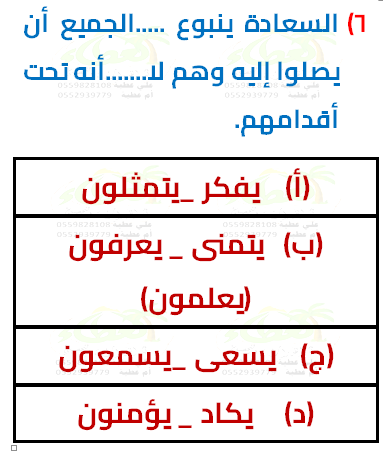 ٦) السعادة ينبوع .....الجميع أن
يصلوا إليه وهم لا.......أنه تحت
أقدامهم.
(أ) يفكر _يتمثلون
(ب) يتمنى _ يعرفون
(يعلمون)
(ج) يسعى _يسمعون
(د) يكاد _ يؤمنون